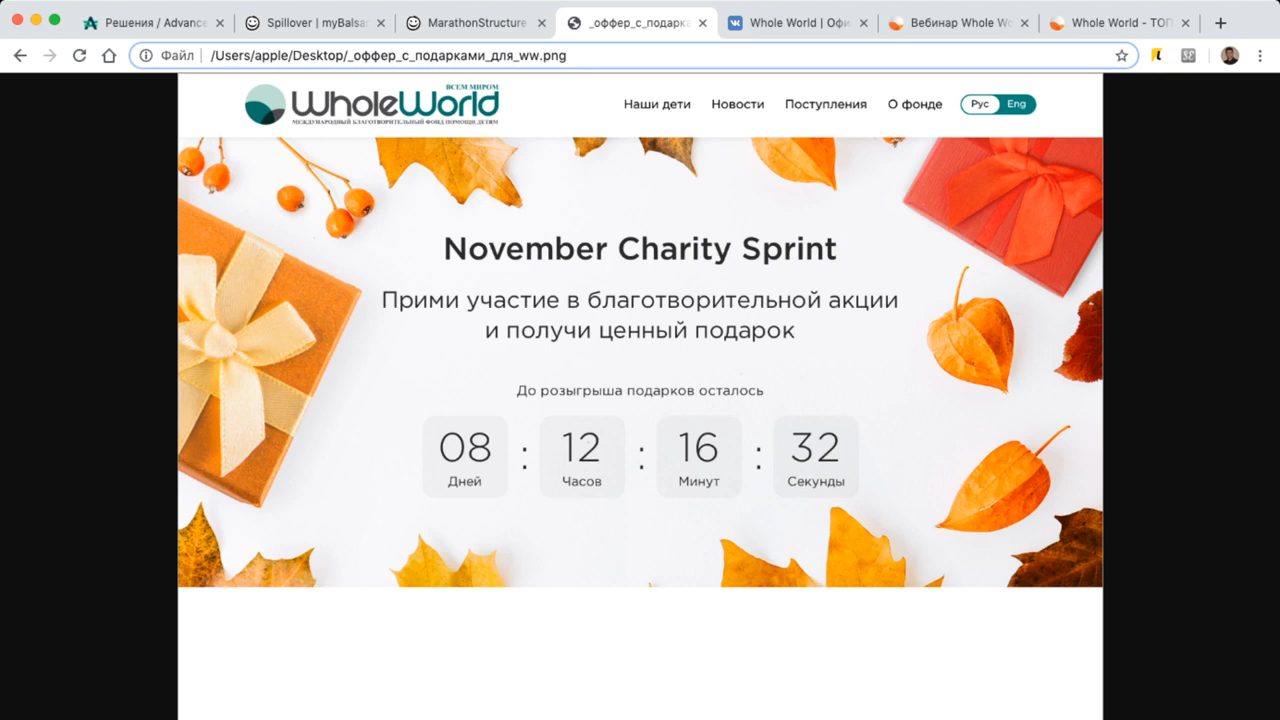 Решения / Advance
Spillover | myBalsa
MarathonStructure
_оффер_с_подарка
Whole World | Офи
Вебинар Whole Wo
Whole World - ТОП
Файл | /Users/apple/Desktop/_оффер_с_подарками_для_ww.png
ВСЕМ МИРОМ
WholeWorld
МЕЖДУНАРОДНЫЙ БЛАГОТВОРИТЕЛЬНЫЙ ФОНД ПОМОЩИ ДЕТЯМ
Наши дети Новости Поступления О фонде Рус Eng
November Charity Sprint
Прими участие в благотворительной акции
и получи ценный подарок
До розыгрыша подарков осталось
08 : 12 : 16 : 32
Дней Часов Минут Секунды